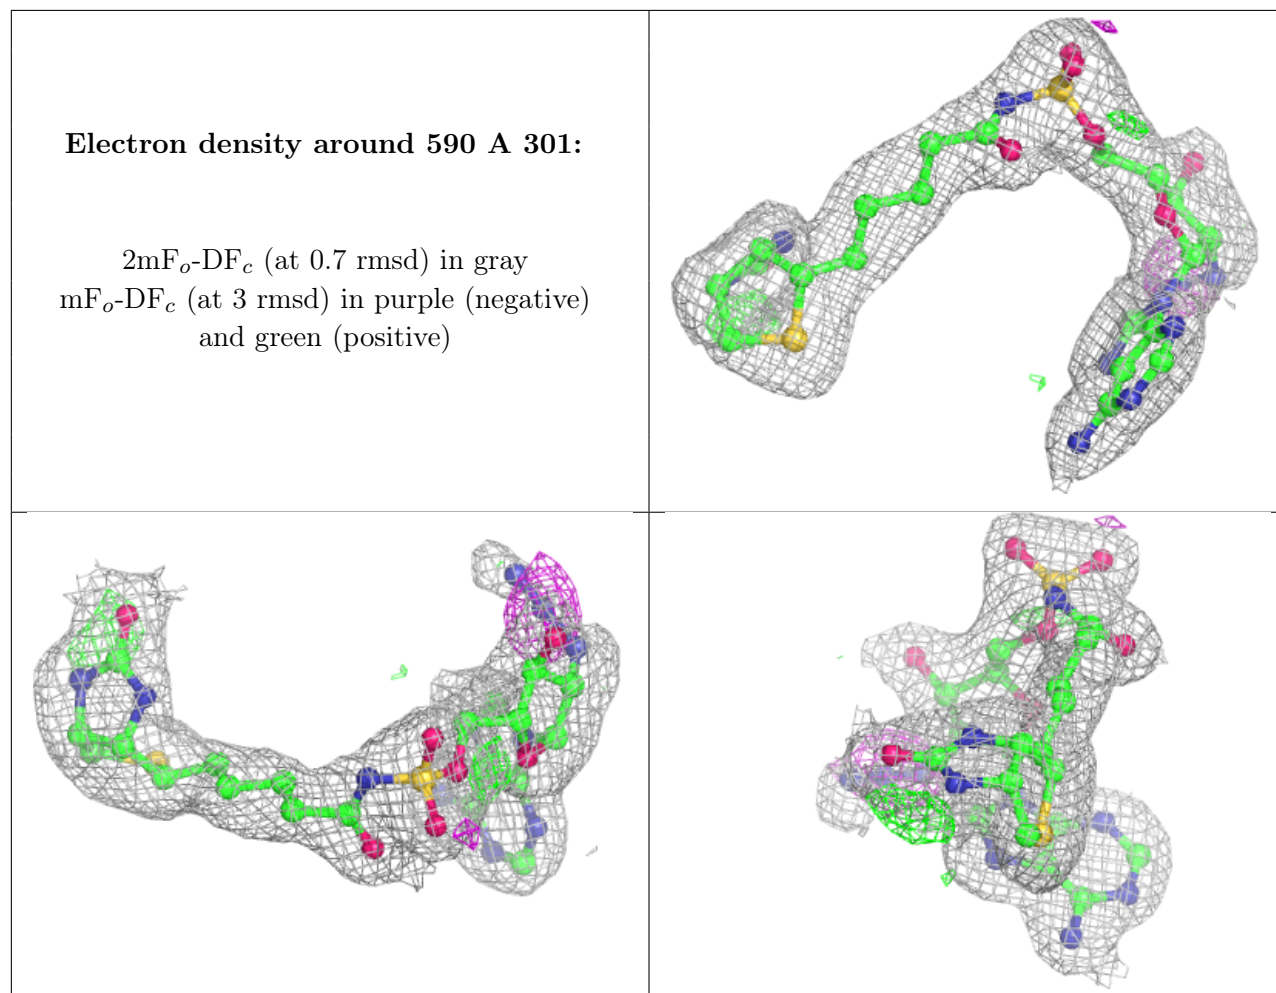 Electron density around 590 A 301:
2mFo-DFc (at 0.7 rmsd) in gray
mFo-DFc (at 3 rmsd) in purple (negative)
and green (positive)